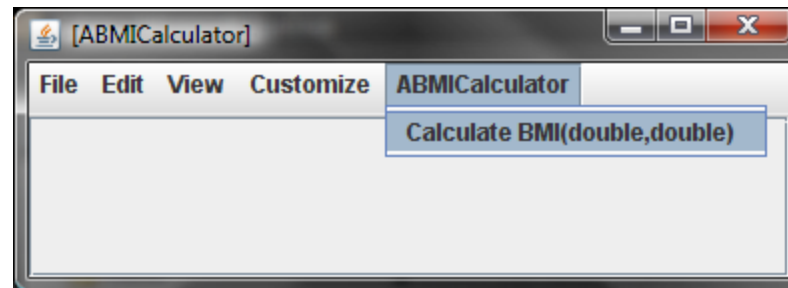 [ABMICalculator]
File Edit View Customize ABMICalculator
Calculate BMI(double,double)